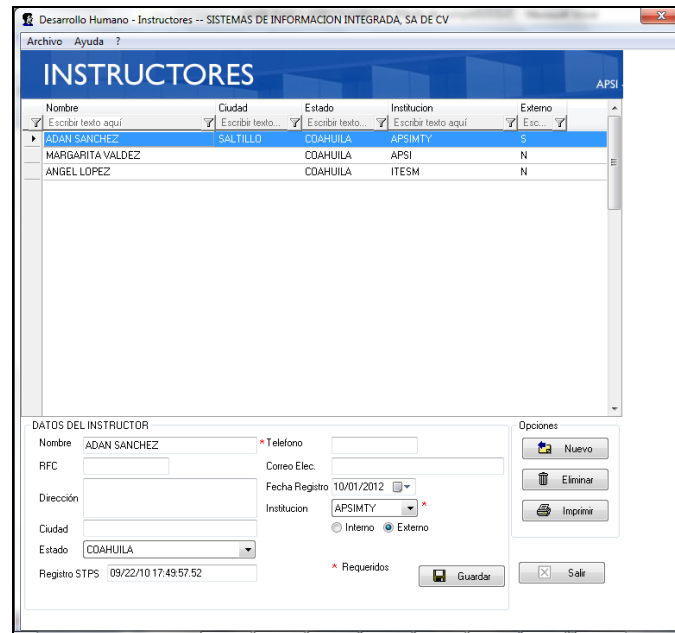 Desarrollo Humano - Instructores -- SISTEMAS DE INFORMACION INTEGRADA, SA DE CV
Archivo Ayuda ?
INSTRUCTORES
APSI
Nombre Ciudad Estado Institucion Externo
Escribir texto aquí Escribir texto... Escribir texto... Escribir texto aquí Esc...
ADAN SANCHEZ SALTILLO COAHUILA APSIMTY S
MARGARITA VALDEZ COAHUILA APSI N
ANGEL LOPEZ COAHUILA ITESM N
DATOS DEL INSTRUCTOR
Nombre ADAN SANCHEZ * Telefono
RFC Correo Elec.
Fecha Registro 10/01/2012
Dirección
Institucion APSIMTY *
Ciudad Interno Externo
Estado COAHUILA
Registro STPS 09/22/10 17:49:57.52 * Requeridos Guardar
Opciones
Nuevo
Eliminar
Imprimir
Salir